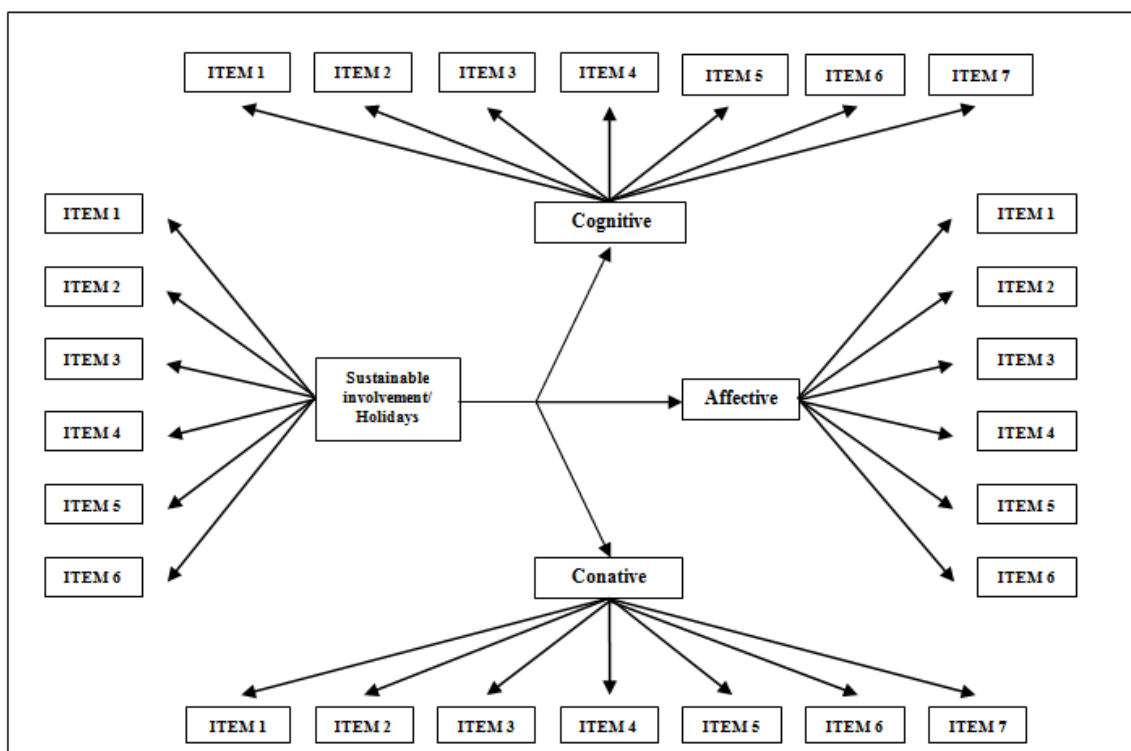 ITEM 1
ITEM 2
ITEM 3
ITEM 4
ITEM 5
ITEM 6
ITEM 7
Cognitive
ITEM 1
ITEM 2
ITEM 3
ITEM 4
ITEM 5
ITEM 6
Sustainable
involvement/
Holidays
Affective
ITEM 1
ITEM 2
ITEM 3
ITEM 4
ITEM 5
ITEM 6
Conative
ITEM 1
ITEM 2
ITEM 3
ITEM 4
ITEM 5
ITEM 6
ITEM 7